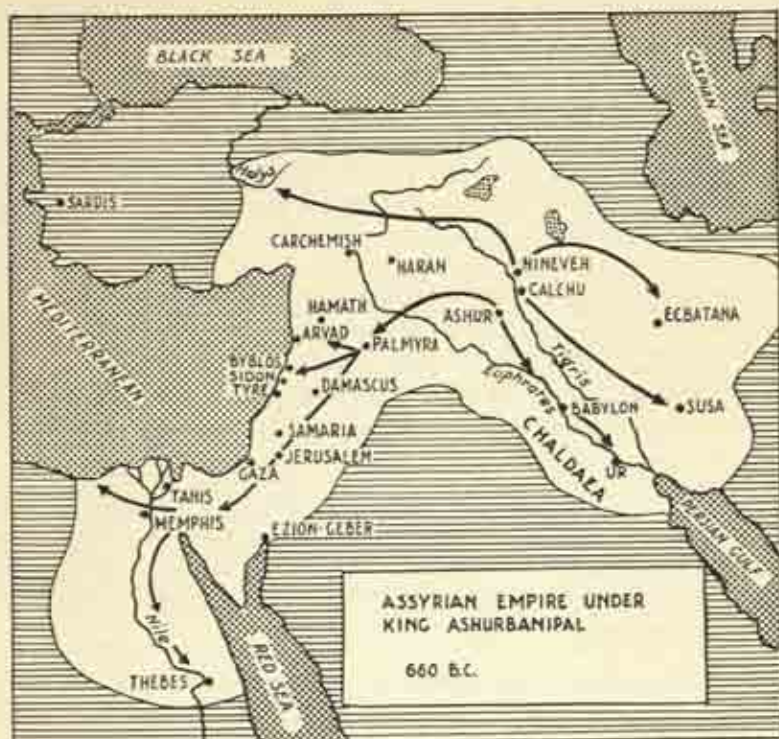 BLACK SEA
CASPIAN SEA
Halys
SARDIS
CARCHEMISH
HARAN
NINEVEH
CALCHU
MEDITERRANEAN
HAMATH
ARVAD
ASHUR
ECBATANA
PALMYRA
BYBLOS
SIDON
TYRE
DAMASCUS
Euphrates
Tigris
BABYLON
SUSA
SAMARIA
JERUSALEM
CHALDAEA
UR
GAZA
TAHIS
MEMPHIS
EZION-GEBER
PERSIAN GULF
Nile
THEBES
RED SEA
ASSYRIAN EMPIRE UNDER
KING ASHURBANIPAL
660 B.C.